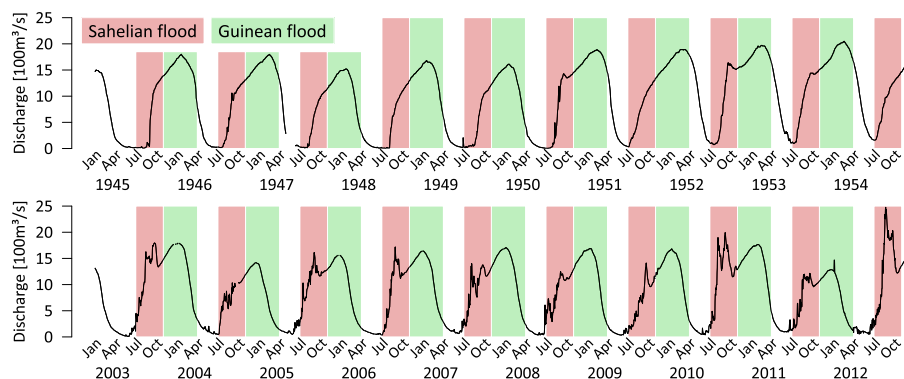 Sahelian flood
Guinean flood
Discharge [100m³/s]
25
20
15
10
5
0
Jan Apr Jul Oct Jan Apr Jul Oct Jan Apr Jul Oct Jan Apr Jul Oct Jan Apr Jul Oct Jan Apr Jul Oct Jan Apr Jul Oct Jan Apr Jul Oct Jan Apr Jul Oct Jan Apr Jul Oct
1945 1946 1947 1948 1949 1950 1951 1952 1953 1954
Discharge [100m³/s]
25
20
15
10
5
0
Jan Apr Jul Oct Jan Apr Jul Oct Jan Apr Jul Oct Jan Apr Jul Oct Jan Apr Jul Oct Jan Apr Jul Oct Jan Apr Jul Oct Jan Apr Jul Oct Jan Apr Jul Oct Jan Apr Jul Oct
2003 2004 2005 2006 2007 2008 2009 2010 2011 2012